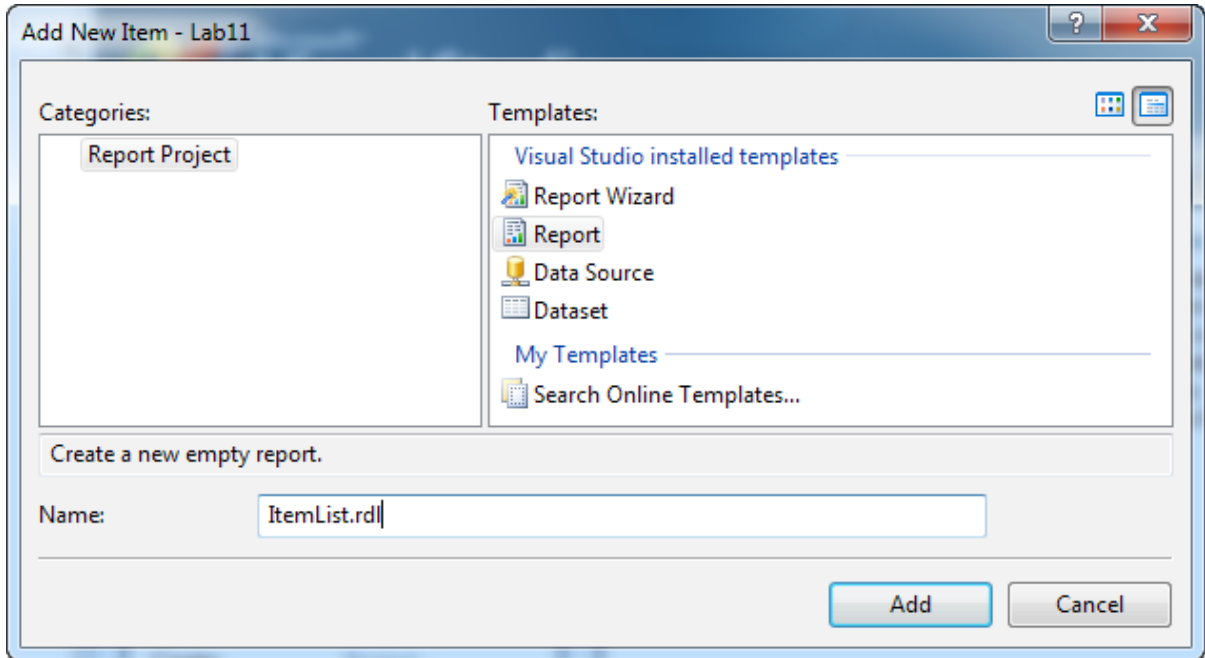 Add New Item - Lab11
Categories:
Templates:
Report Project
Visual Studio installed templates
Report Wizard
Report
Data Source
Dataset
My Templates
Search Online Templates...
Create a new empty report.
Name:
ItemList.rdl
Add
Cancel